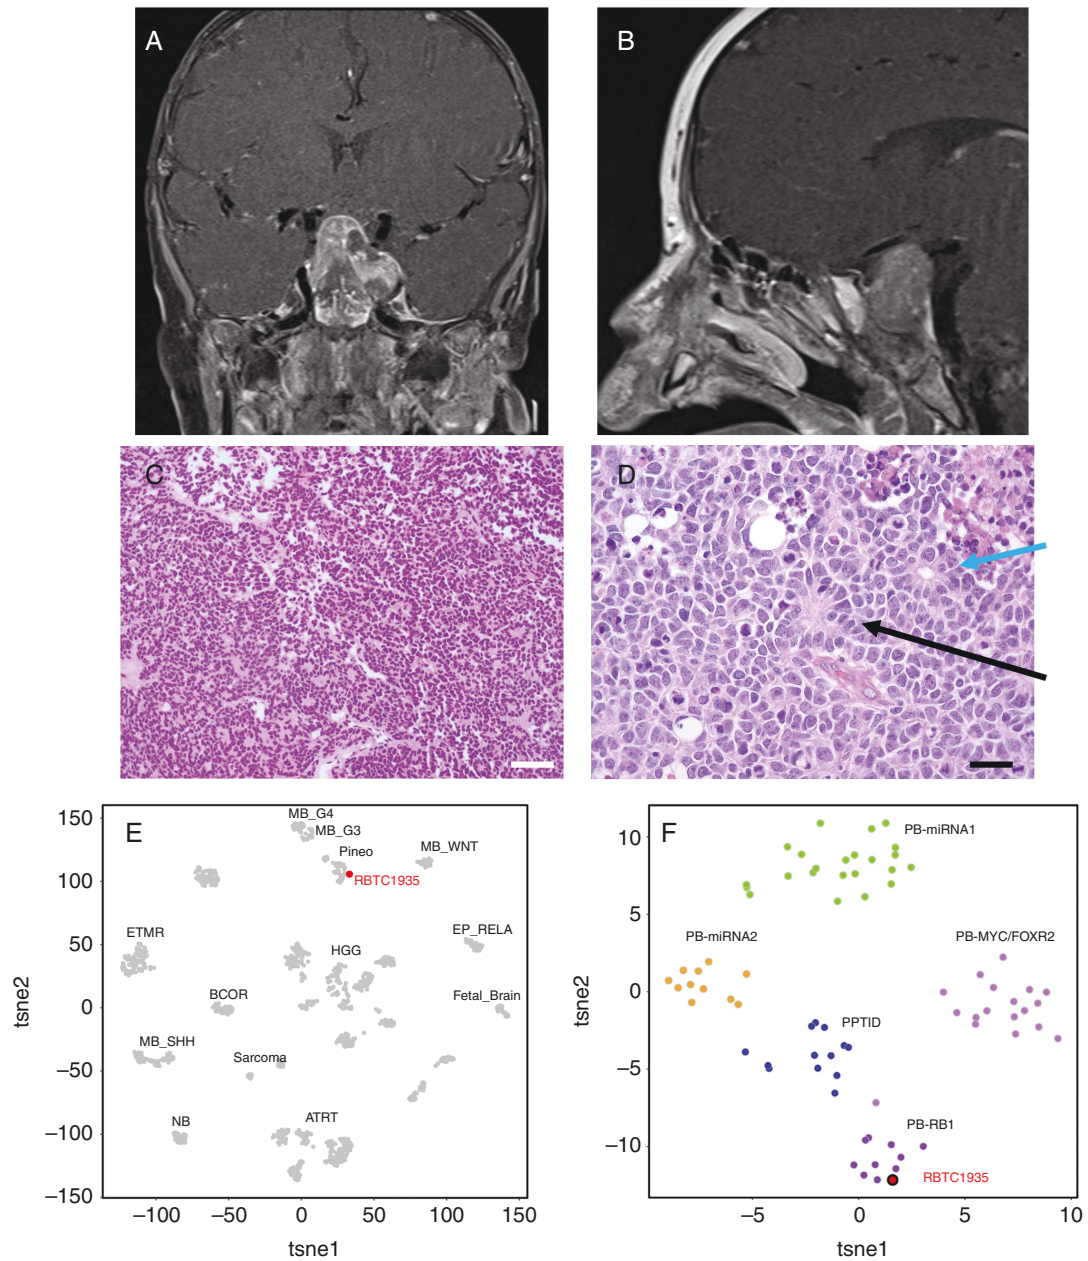 A
B
C
D
E
MB_G4
MB_G3
Pineo
MB_WNT
RBTC1935
ETMR
HGG
EP_RELA
BCOR
Fetal_Brain
MB_SHH
Sarcoma
NB
ATRT
150
100
50
0
−50
−100
−150
tsne2
−100
−50
0
50
100
150
tsne1
F
PB-miRNA1
PB-miRNA2
PB-MYC/FOXR2
PPTID
PB-RB1
RBTC1935
10
5
0
−5
−10
tsne2
−5
0
5
10
tsne1